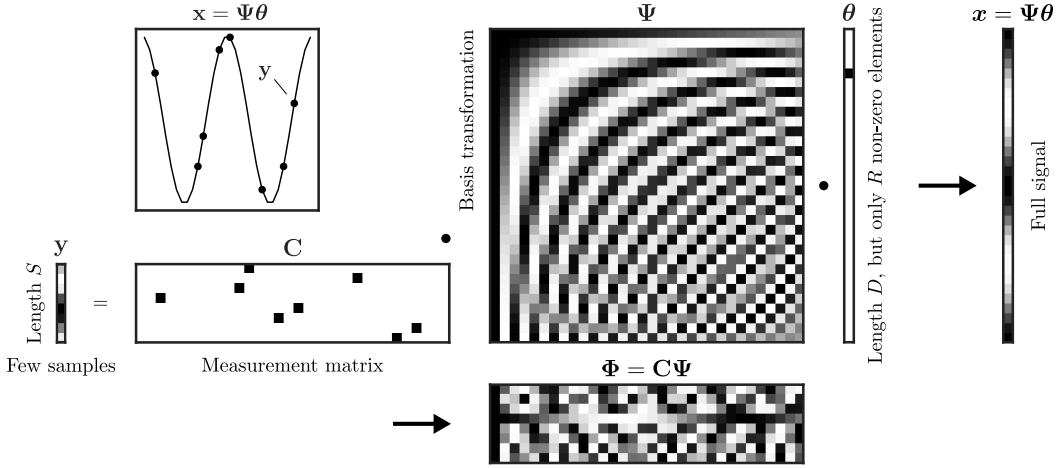 x = Ψθ
y
Ψ
Basis transformation
θ
Length D, but only R non-zero elements
x = Ψθ
Full signal
y
Length S
=
C
Few samples
Measurement matrix
Φ = CΨ